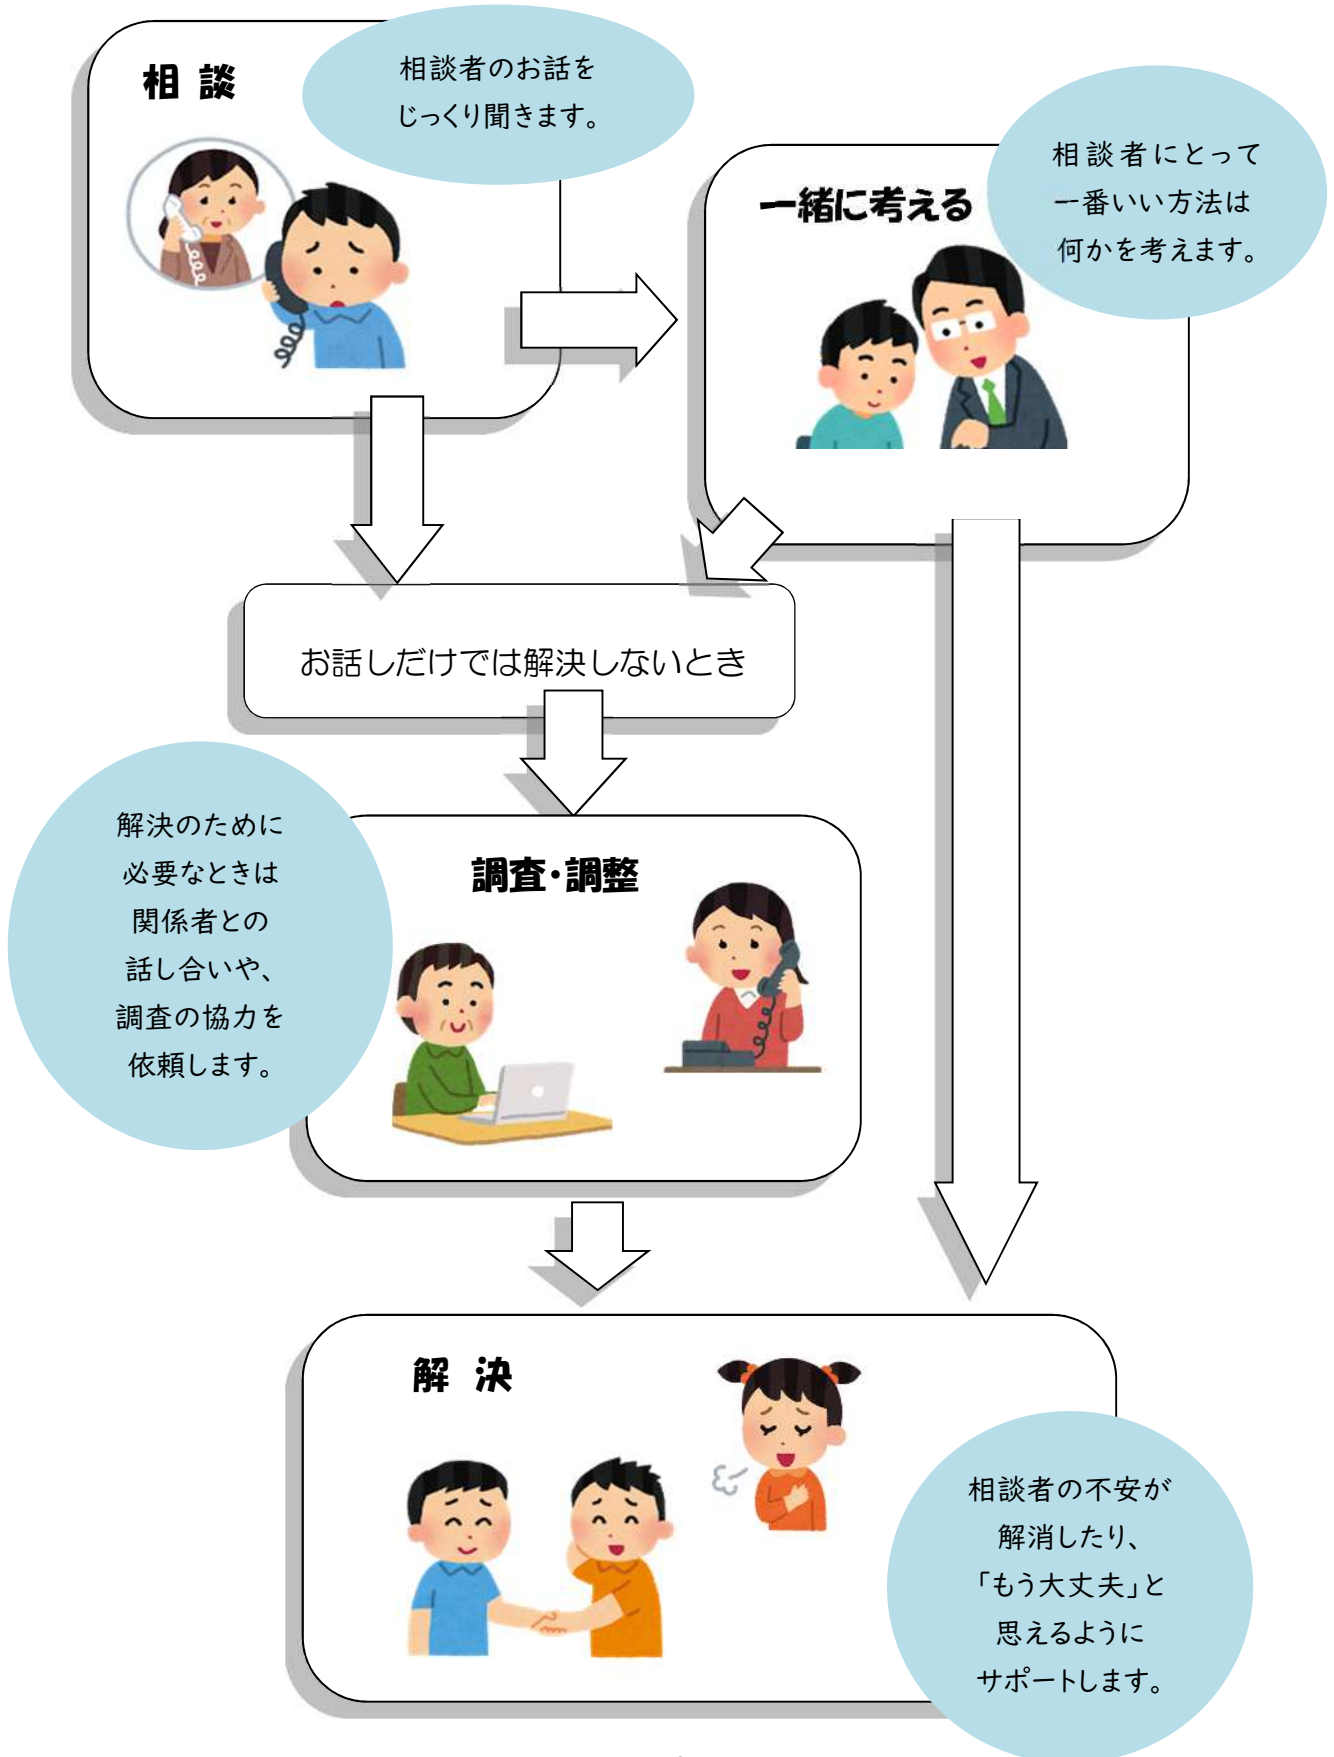 相談
相談者のお話を
じっくり聞きます。
一緒に考える
相談者にとって
一番いい方法は
何かを考えます。
お話しだけでは解決しないとき
解決のために
必要なときは
関係者との
話し合いや、
調査の協力を
依頼します。
調査・調整
解決
相談者の不安が
解消したり、
「もう大丈夫」と
思えるように
サポートします。